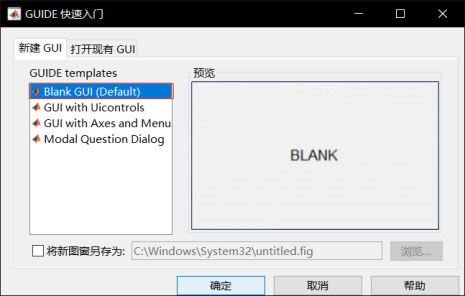 GUIDE 快速入门
新建 GUI 打开现有 GUI
GUIDE templates
Blank GUI (Default)
GUI with Uicontrols
GUI with Axes and Menu
Modal Question Dialog
预览
BLANK
将新图窗另存为: C:\Windows\System32\untitled.fig 浏览...
确定 取消 帮助